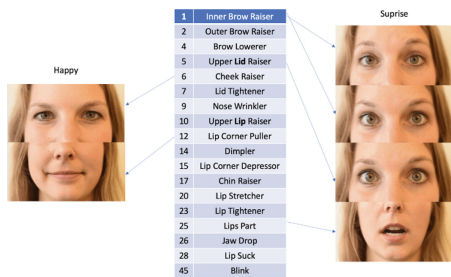 Happy
1 Inner Brow Raiser
2 Outer Brow Raiser
4 Brow Lowerer
5 Upper Lid Raiser
6 Cheek Raiser
7 Lid Tightener
9 Nose Wrinkler
10 Upper Lip Raiser
12 Lip Corner Puller
14 Dimpler
15 Lip Corner Depressor
17 Chin Raiser
20 Lip Stretcher
23 Lip Tightener
25 Lips Part
26 Jaw Drop
28 Lip Suck
45 Blink
Suprise